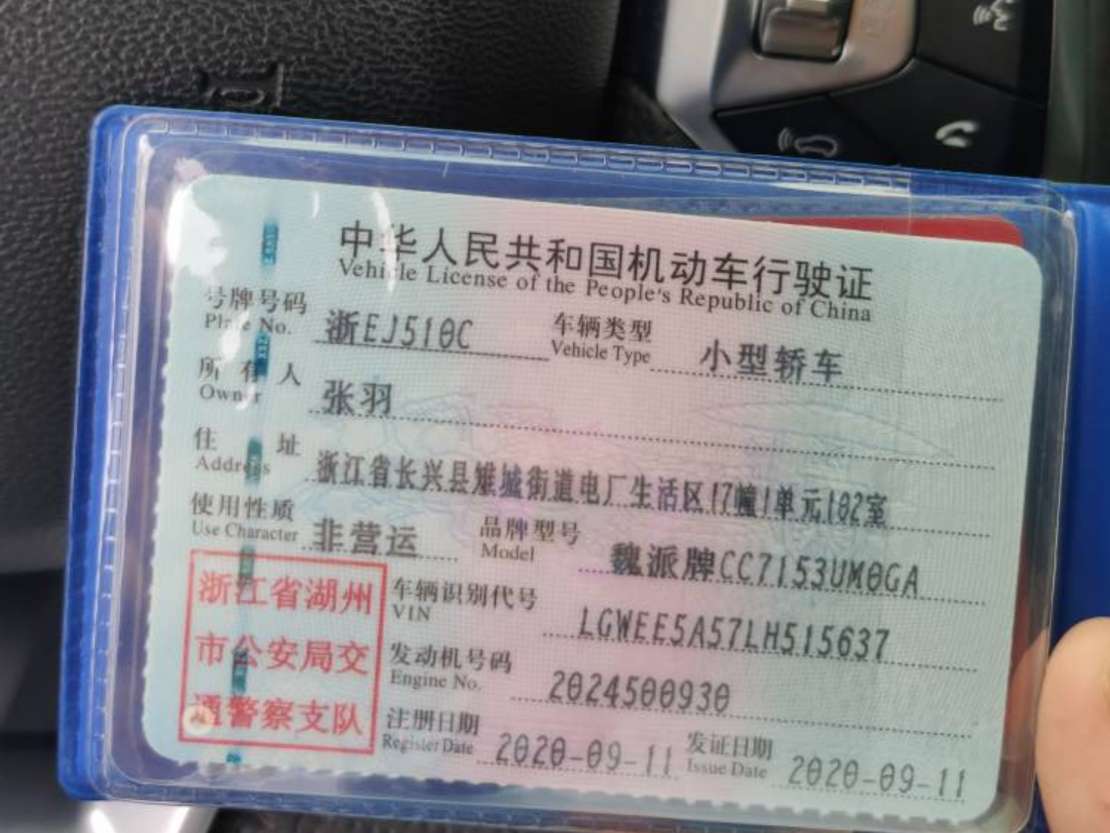 中华人民共和国机动车行驶证
Vehicle License of the People's Republic of China
号牌号码 浙EJ510C 车辆类型 小型轿车
Plate No. Vehicle Type
所有人 张羽
Owner
住址 浙江省长兴县雉城街道电厂生活区17幢1单元102室
Address
使用性质 非营运 品牌型号 魏派牌CC7153UM0GA
Use Character Model
浙江省湖州
市公安局交
通警察支队
车辆识别代号 LGWEE5A57LH515637
VIN
发动机号码 2024500930
Engine No.
注册日期 2020-09-11 发证日期 2020-09-11
Register Date Issue Date